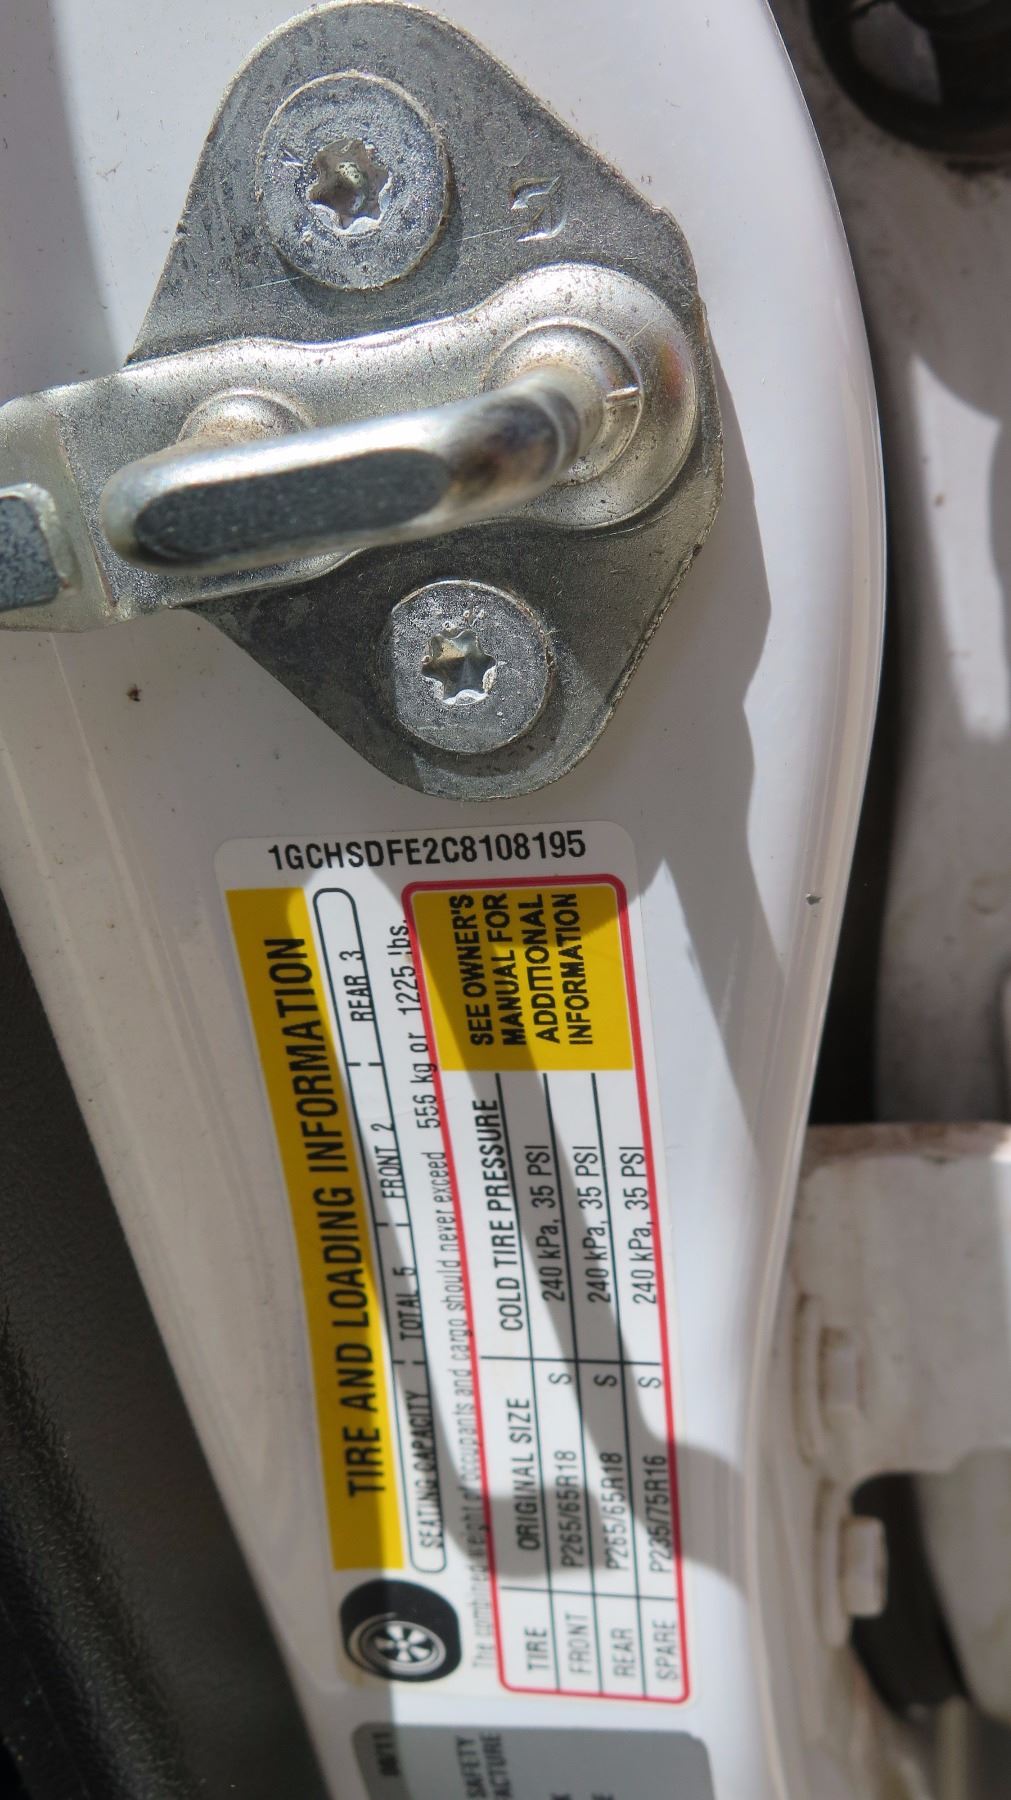 1GCHSDFE2C8108195
TIRE AND LOADING INFORMATION
SEATING CAPACITY TOTAL 5 FRONT 2 REAR 3
The combined weight of occupants and cargo should never exceed 556 kg or 1225 lbs.
TIRE ORIGINAL SIZE COLD TIRE PRESSURE
FRONT P265/65R18 S 240 kPa, 35 PSI
REAR P265/65R18 S 240 kPa, 35 PSI
SPARE P235/75R16 S 240 kPa, 35 PSI
SEE OWNER'S
MANUAL FOR
ADDITIONAL
INFORMATION
SAFETY